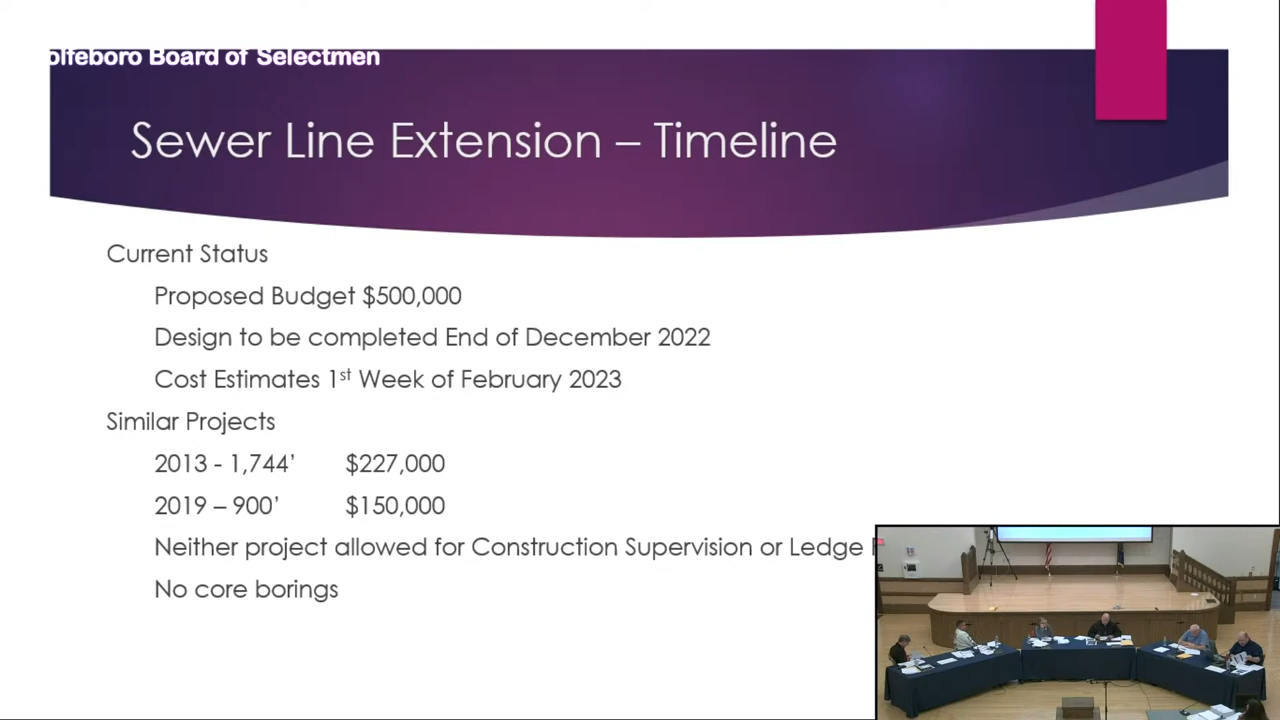 olfeboro Board of Selectmen
Sewer Line Extension – Timeline
Current Status
Proposed Budget $500,000
Design to be completed End of December 2022
Cost Estimates 1st Week of February 2023
Similar Projects
2013 - 1,744’ $227,000
2019 – 900’ $150,000
Neither project allowed for Construction Supervision or Ledge
No core borings